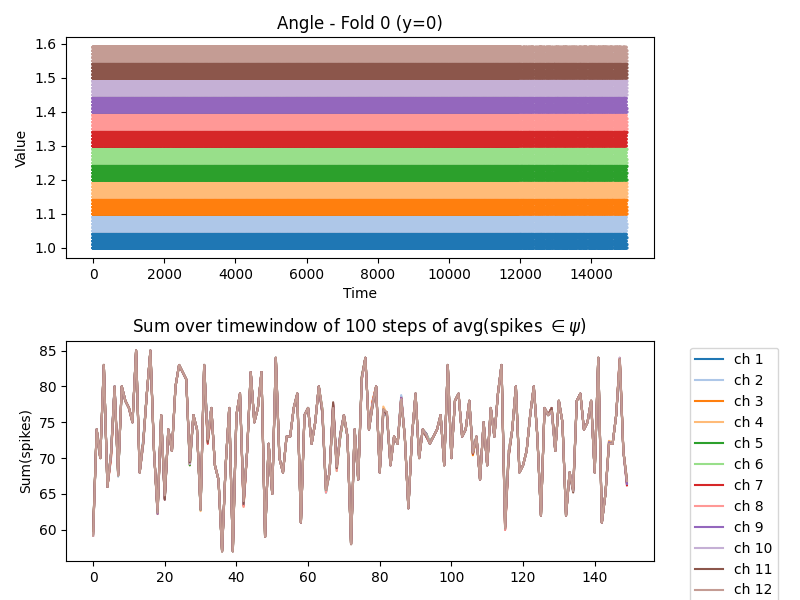 Angle - Fold 0 (y=0)
Value
1.6
1.5
1.4
1.3
1.2
1.1
1.0
0 2000 4000 6000 8000 10000 12000 14000
Time
Sum over timewindow of 100 steps of avg(spikes ∈ ψ)
Sum(spikes)
85
80
75
70
65
60
0 20 40 60 80 100 120 140
ch 1
ch 2
ch 3
ch 4
ch 5
ch 6
ch 7
ch 8
ch 9
ch 10
ch 11
ch 12